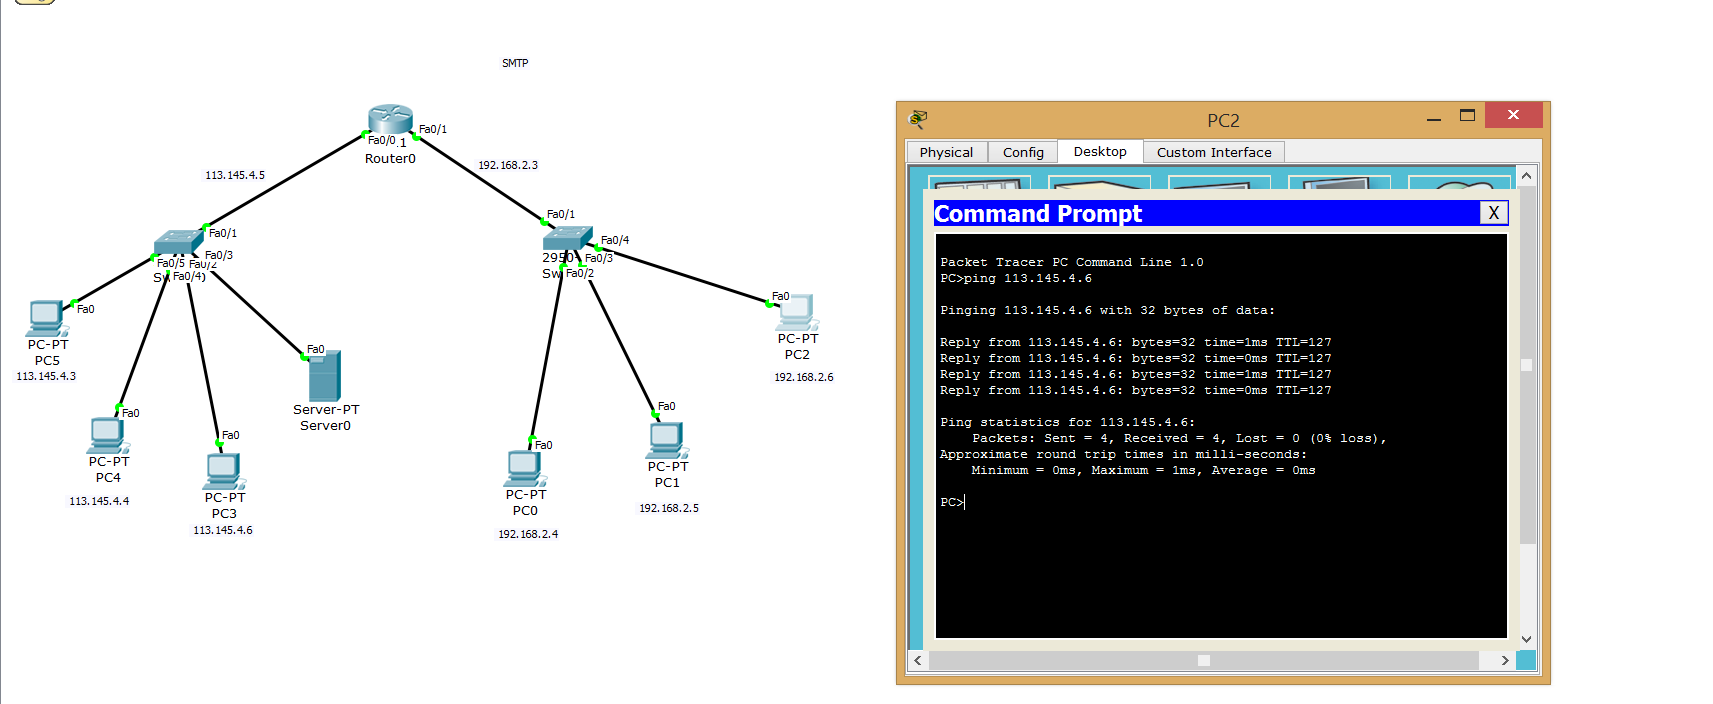 SMTP
Fa0/1
Fa0/0 .1
Router0
113.145.4.5
192.168.2.3
Fa0/1
Fa0/3
Fa0/5
Fa0/2
Fa0/4)
Fa0/1
Fa0/4
2950
Fa0/3
Sw
Fa0/2
Fa0
PC-PT
PC5
113.145.4.3
Fa0
PC-PT
PC4
113.145.4.4
Fa0
PC-PT
PC3
113.145.4.6
Fa0
Server-PT
Server0
Fa0
PC-PT
PC0
192.168.2.4
Fa0
PC-PT
PC1
192.168.2.5
Fa0
PC-PT
PC2
192.168.2.6
PC2
Physical
Config
Desktop
Custom Interface
Command Prompt
X
Packet Tracer PC Command Line 1.0
PC>ping 113.145.4.6
Pinging 113.145.4.6 with 32 bytes of data:
Reply from 113.145.4.6: bytes=32 time=1ms TTL=127
Reply from 113.145.4.6: bytes=32 time=0ms TTL=127
Reply from 113.145.4.6: bytes=32 time=1ms TTL=127
Reply from 113.145.4.6: bytes=32 time=0ms TTL=127
Ping statistics for 113.145.4.6:
Packets: Sent = 4, Received = 4, Lost = 0 (0% loss),
Approximate round trip times in milli-seconds:
Minimum = 0ms, Maximum = 1ms, Average = 0ms
PC>